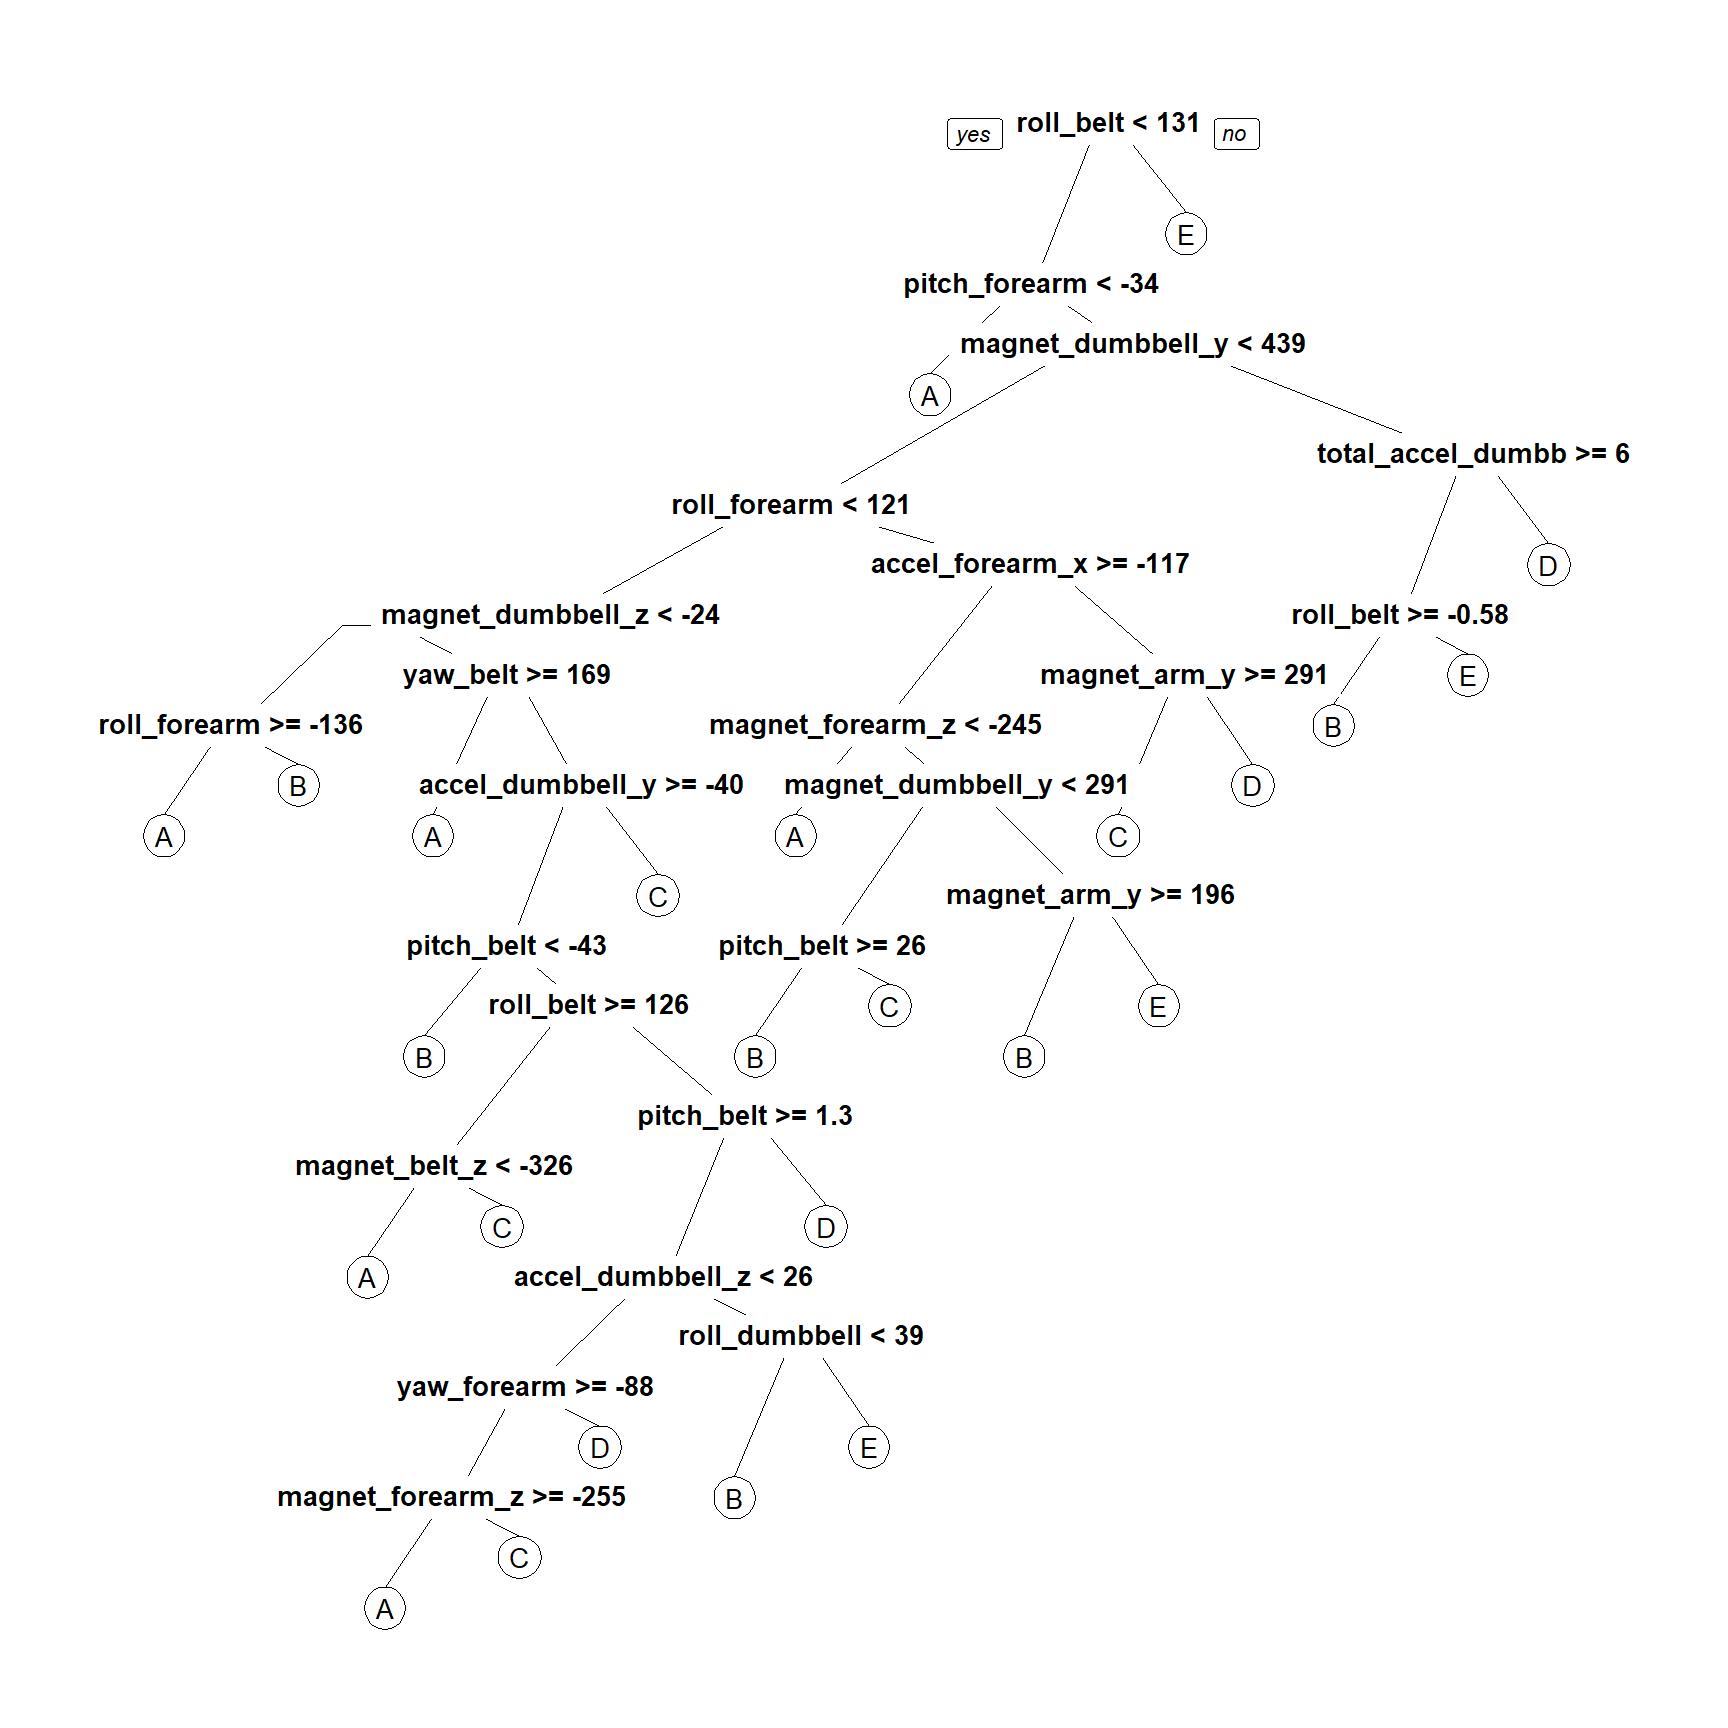 yes roll_belt < 131 no
E
pitch_forearm < -34
magnet_dumbbell_y < 439
A
total_accel_dumbb >= 6
roll_forearm < 121
accel_forearm_x >= -117
D
magnet_dumbbell_z < -24
roll_belt >= -0.58
yaw_belt >= 169
magnet_arm_y >= 291
E
roll_forearm >= -136
magnet_forearm_z < -245
B
B
accel_dumbbell_y >= -40
magnet_dumbbell_y < 291
D
A
A
A
C
C
magnet_arm_y >= 196
pitch_belt < -43
pitch_belt >= 26
roll_belt >= 126
C
E
B
B
B
pitch_belt >= 1.3
magnet_belt_z < -326
C
D
A
accel_dumbbell_z < 26
roll_dumbbell < 39
yaw_forearm >= -88
D
E
magnet_forearm_z >= -255
B
C
A